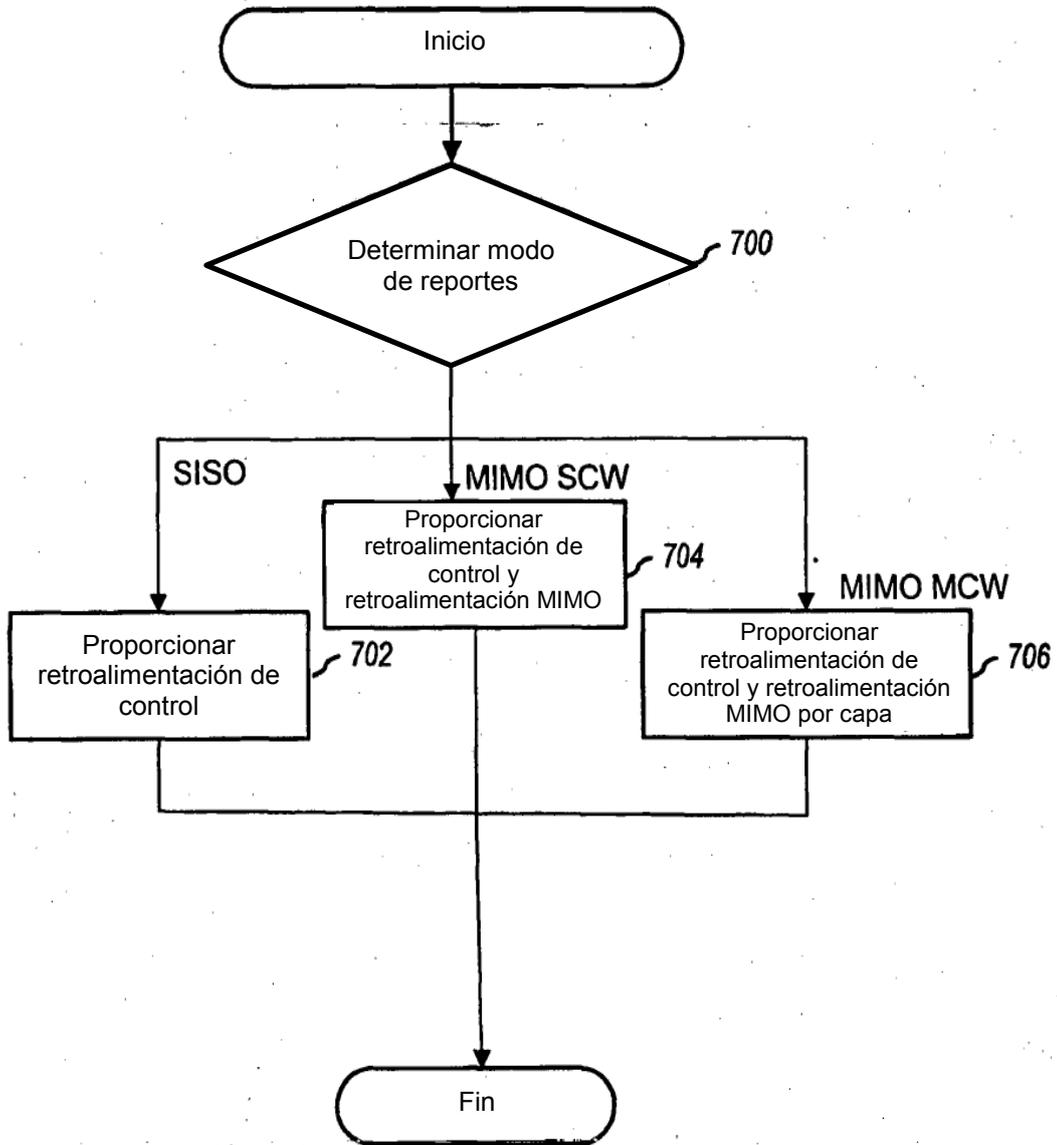 Inicio
Determinar modo
de reportes
700
SISO
MIMO SCW
Proporcionar
retroalimentación de
control y
retroalimentación MIMO
704
MIMO MCW
Proporcionar
retroalimentación de
control
702
Proporcionar
retroalimentación de
control y retroalimentación
MIMO por capa
706
Fin